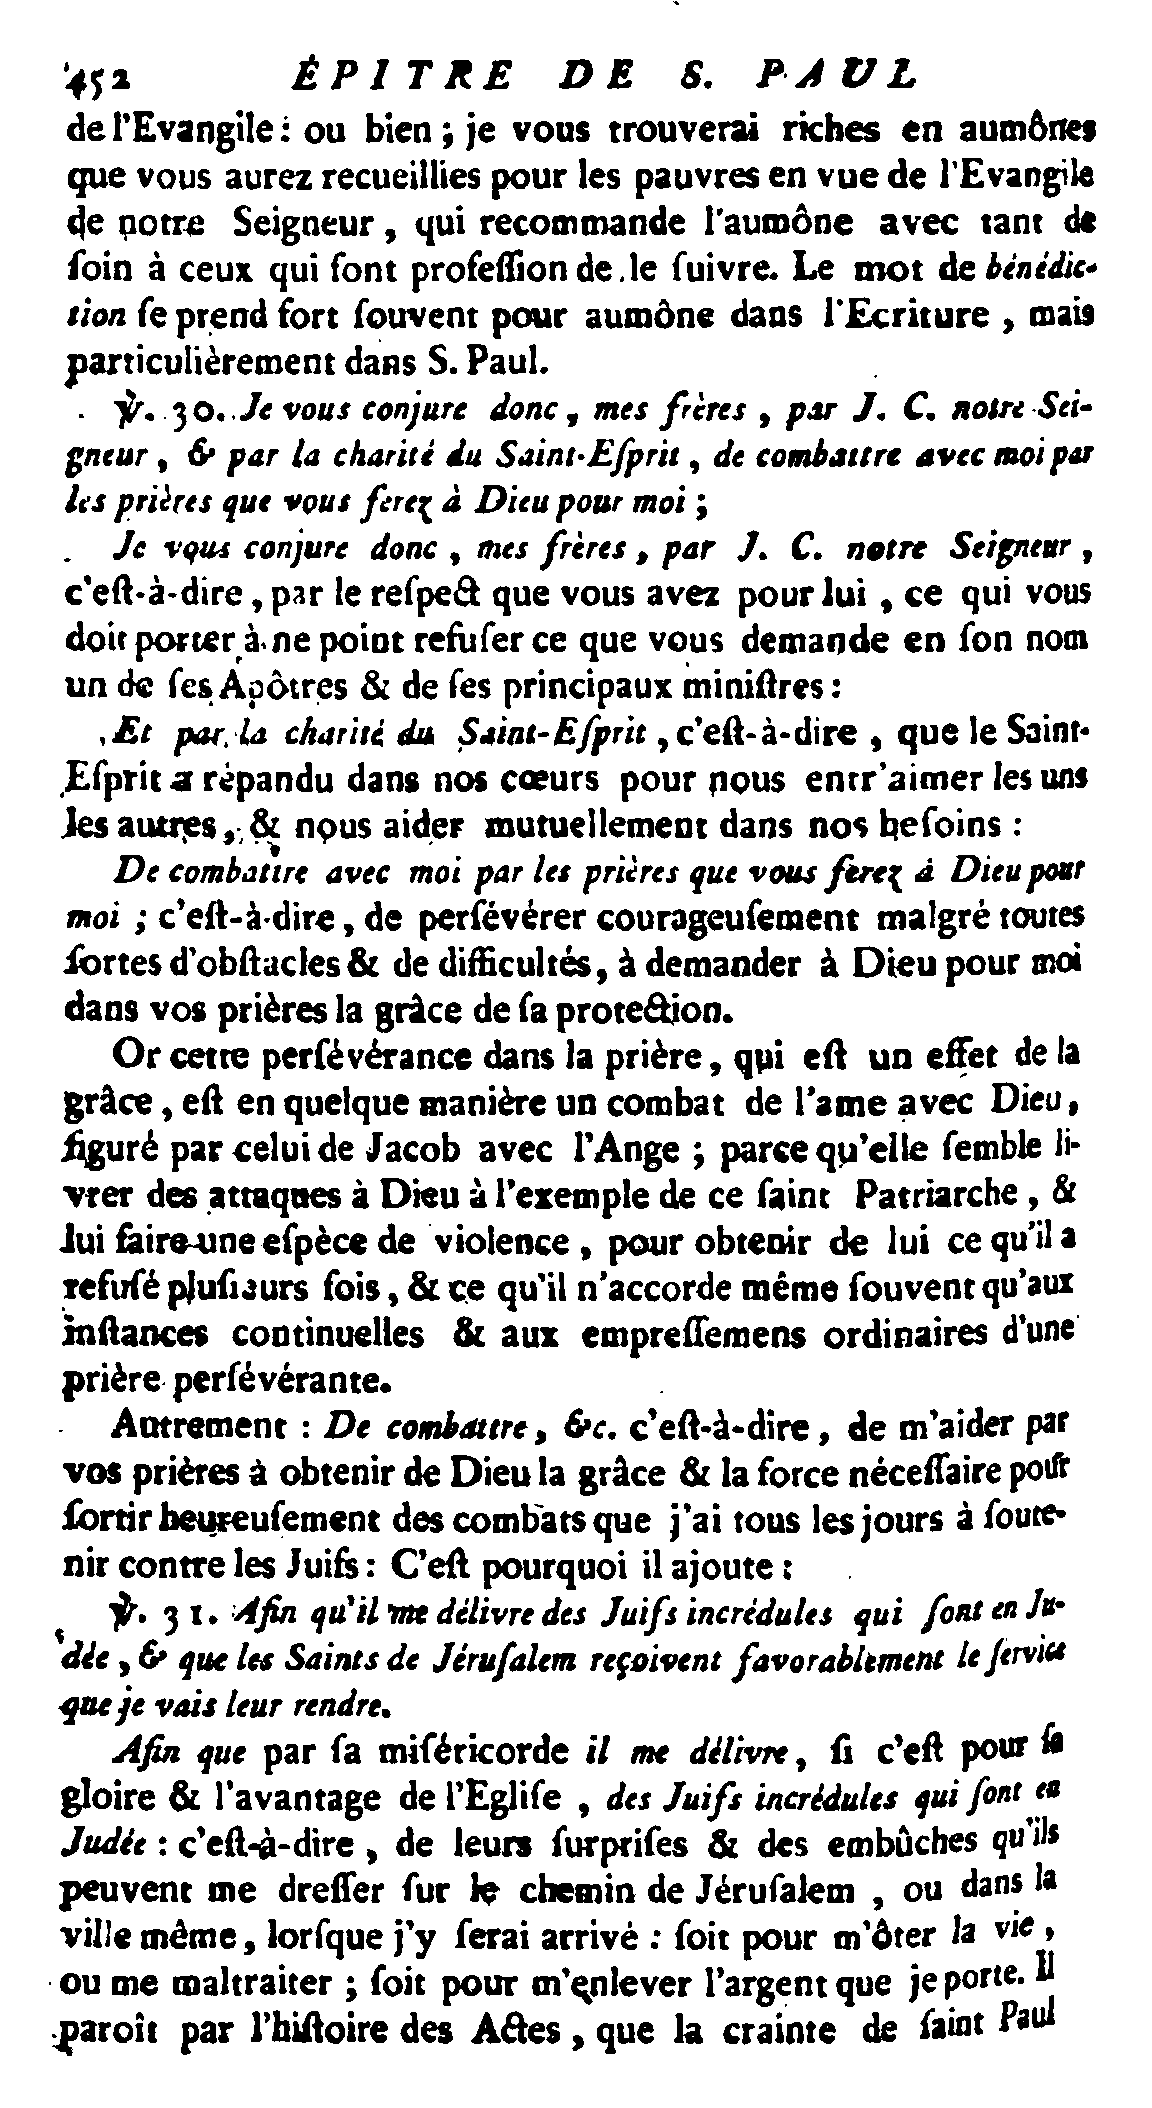 452 ÉPITRE DE S. PAUL
de l'Evangile : ou bien ; je vous trouverai riches en aumônes
que vous aurez recueillies pour les pauvres en vue de l'Evangile
de notre Seigneur , qui recommande l'aumône avec tant de
ſoin à ceux qui font profeſſion de le ſuivre. Le mot de bénédic-
tion ſe prend fort ſouvent pour aumône dans l'Ecriture , mais
particulièrement dans S. Paul.
℣. 30. Je vous conjure donc , mes frères , par J. C. notre Sei-
gneur , & par la charité du Saint-Eſprit , de combattre avec moi par
les prières que vous ferez à Dieu pour moi ;
Je vous conjure donc , mes frères , par J. C. notre Seigneur ,
c'eſt-à-dire , par le reſpect que vous avez pour lui , ce qui vous
doit porter à ne point refuſer ce que vous demande en ſon nom
un de ſes Apôtres & de ſes principaux miniſtres :
Et par la charité du Saint-Eſprit , c'eſt-à-dire , que le Saint-
Eſprit a répandu dans nos cœurs pour nous entr'aimer les uns
les autres , & nous aider mutuellement dans nos beſoins :
De combattre avec moi par les prières que vous ferez à Dieu pour
moi ; c'eſt-à-dire , de perſévérer courageuſement malgré toutes
ſortes d'obſtacles & de difficultés, à demander à Dieu pour moi
dans vos prières la grâce de ſa protection.
Or cette perſévérance dans la prière, qui eſt un effet de la
grâce , eſt en quelque manière un combat de l'ame avec Dieu,
figuré par celui de Jacob avec l'Ange ; parce qu'elle ſemble li-
vrer des attaques à Dieu à l'exemple de ce ſaint Patriarche , &
lui faire une eſpèce de violence , pour obtenir de lui ce qu'il a
refuſé pluſieurs fois, & ce qu'il n'accorde même ſouvent qu'aux
inſtances continuelles & aux empreſſemens ordinaires d'une
prière perſévérante.
Autrement : De combattre, &c. c'eſt-à-dire, de m'aider par
vos prières à obtenir de Dieu la grâce & la force néceſſaire pour
ſortir heureuſement des combats que j'ai tous les jours à ſoute-
nir contre les Juifs : C'eſt pourquoi il ajoute :
℣. 31. Afin qu'il me délivre des Juifs incrédules qui ſont en Ju-
dée , & que les Saints de Jéruſalem reçoivent favorablement le ſervice
que je vais leur rendre.
Afin que par ſa miſéricorde il me délivre, ſi c'eſt pour ſa
gloire & l'avantage de l'Egliſe , des Juifs incrédules qui ſont en
Judée : c'eſt-à-dire , de leurs ſurpriſes & des embûches qu'ils
peuvent me dreſſer ſur le chemin de Jéruſalem , ou dans la
ville même, lorſque j'y ſerai arrivé : ſoit pour m'ôter la vie ,
ou me maltraiter ; ſoit pour m'enlever l'argent que je porte. Il
paroît par l'hiſtoire des Actes , que la crainte de ſaint Paul